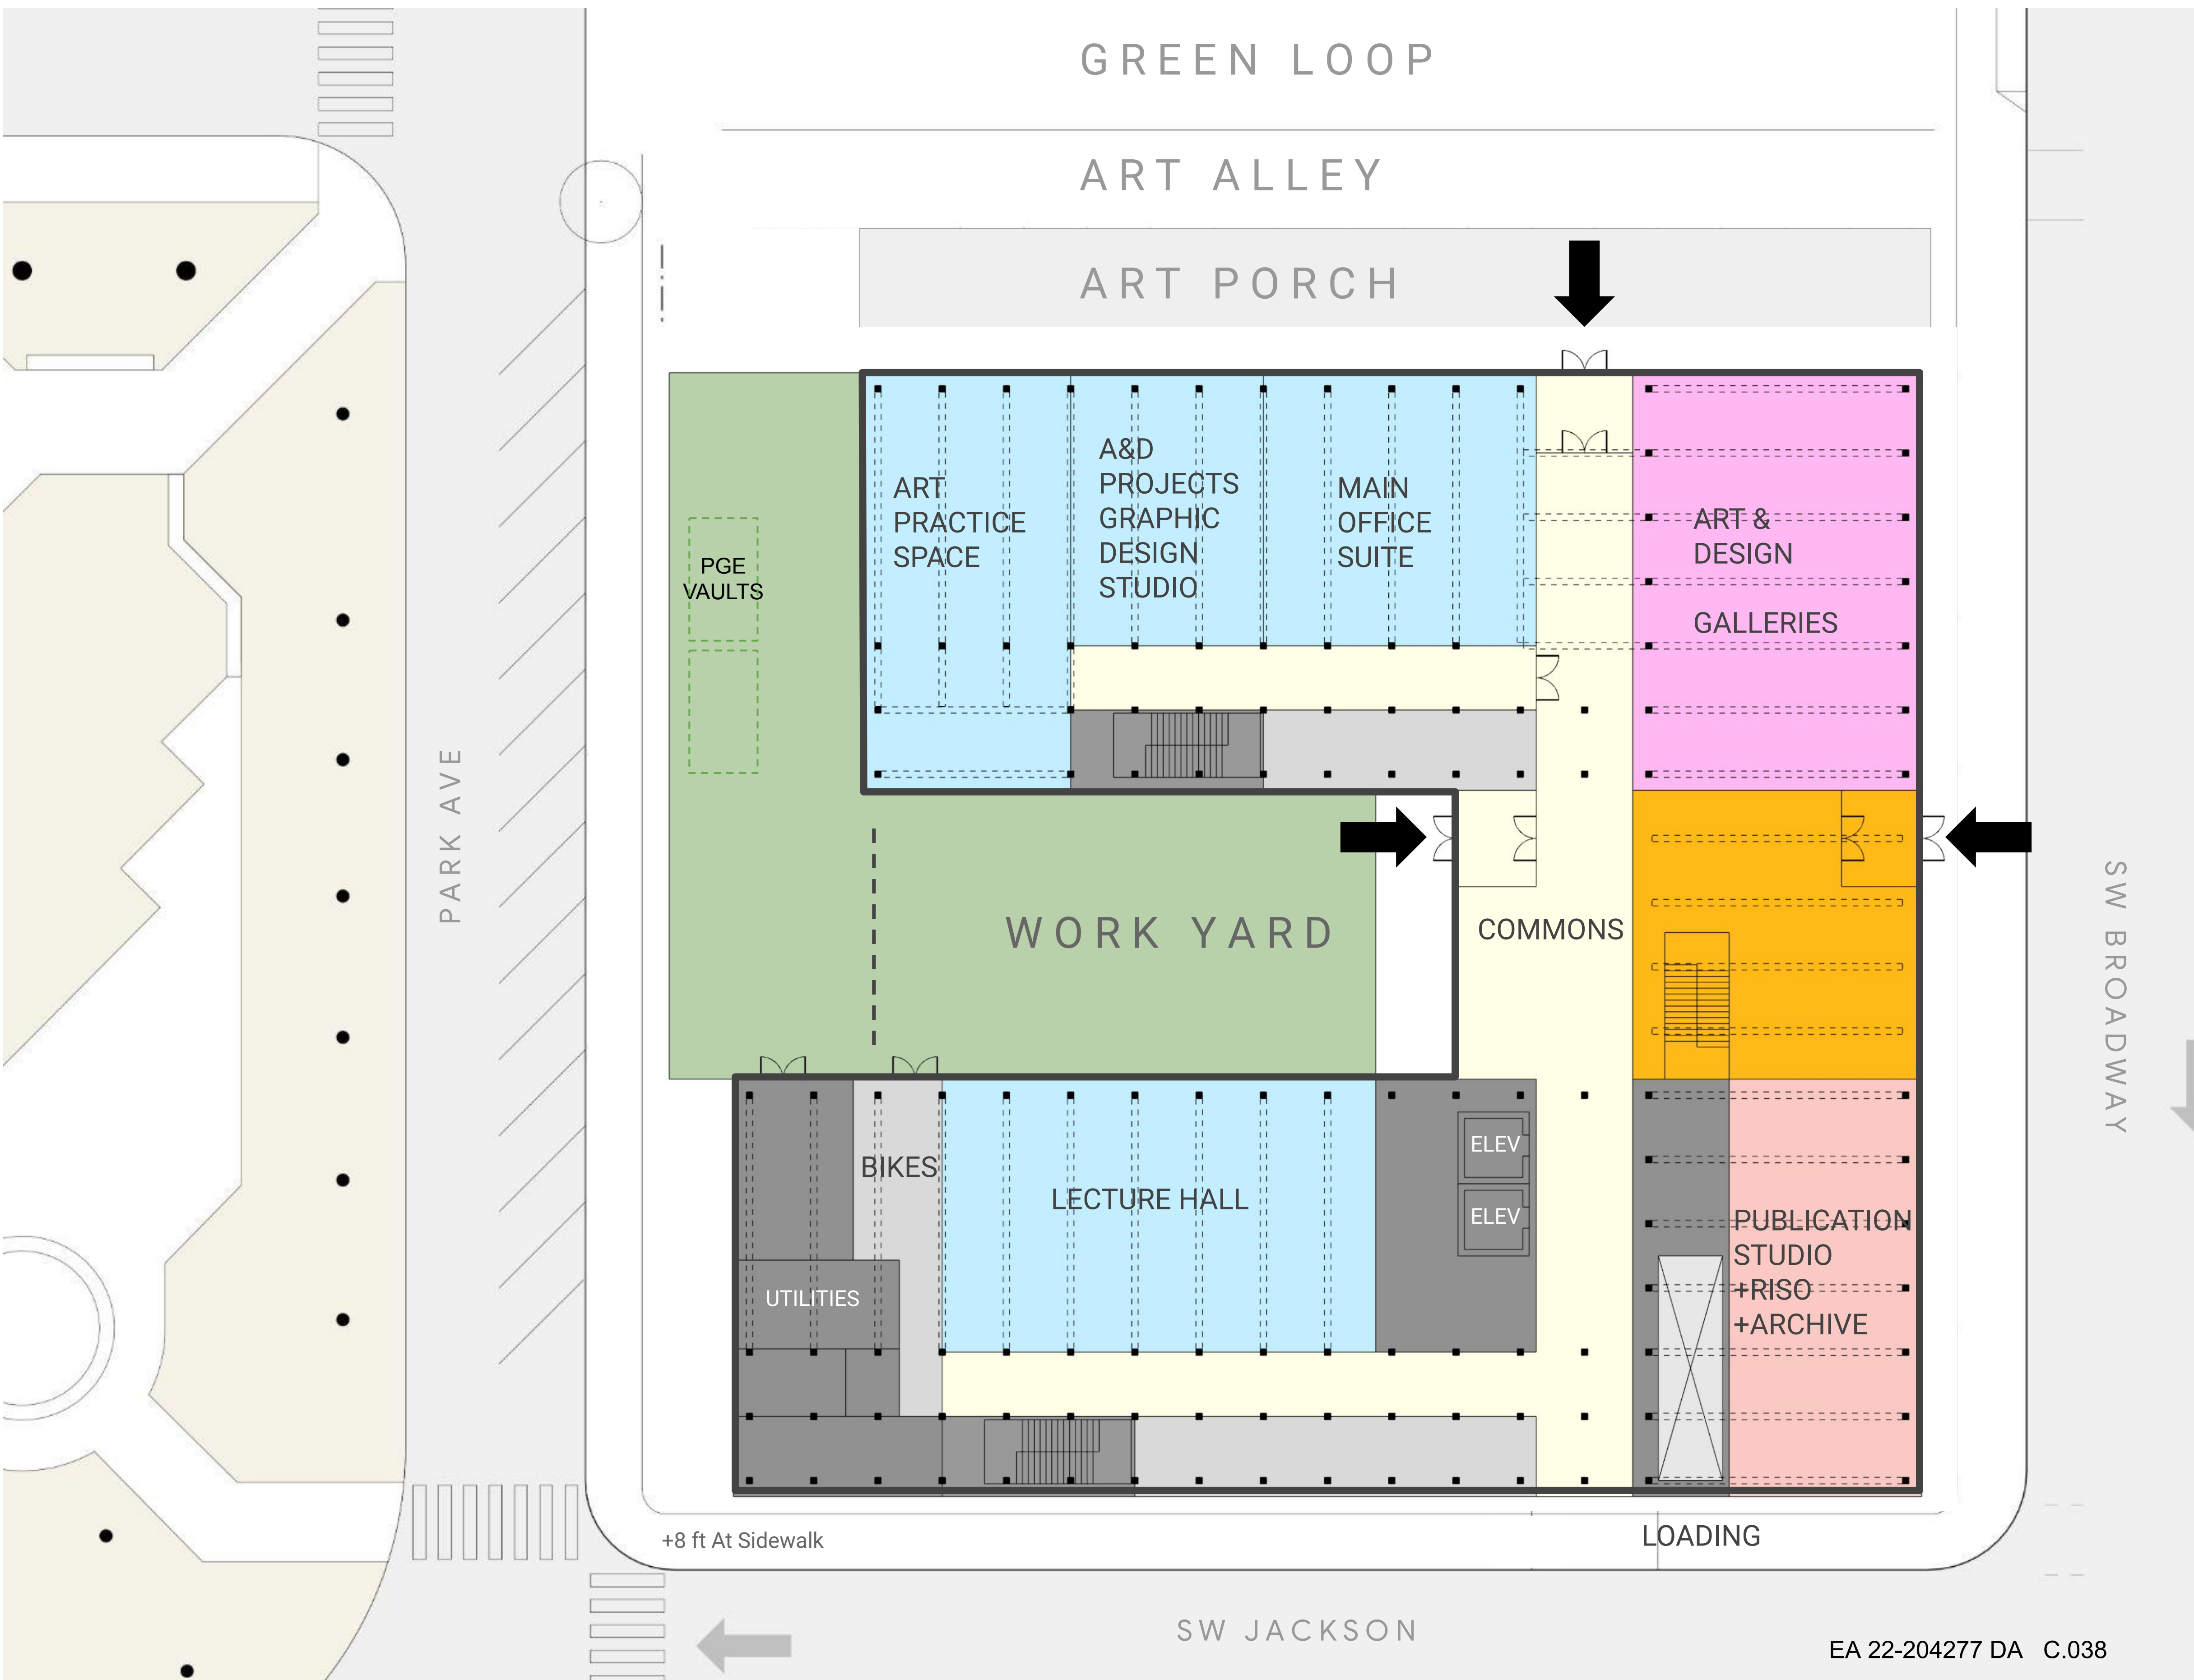 GREEN LOOP
ART ALLEY
ART PORCH
ART
PRACTICE
SPACE
A&D
PROJECTS
GRAPHIC
DESIGN
STUDIO
MAIN
OFFICE
SUITE
ART &
DESIGN
GALLERIES
PGE
VAULTS
PARK AVE
WORK YARD
COMMONS
SW BROADWAY
BIKES
LECTURE HALL
ELEV
ELEV
UTILITIES
PUBLICATION
STUDIO
+RISO
+ARCHIVE
+8 ft At Sidewalk
LOADING
SW JACKSON
EA 22-204277 DA C.038